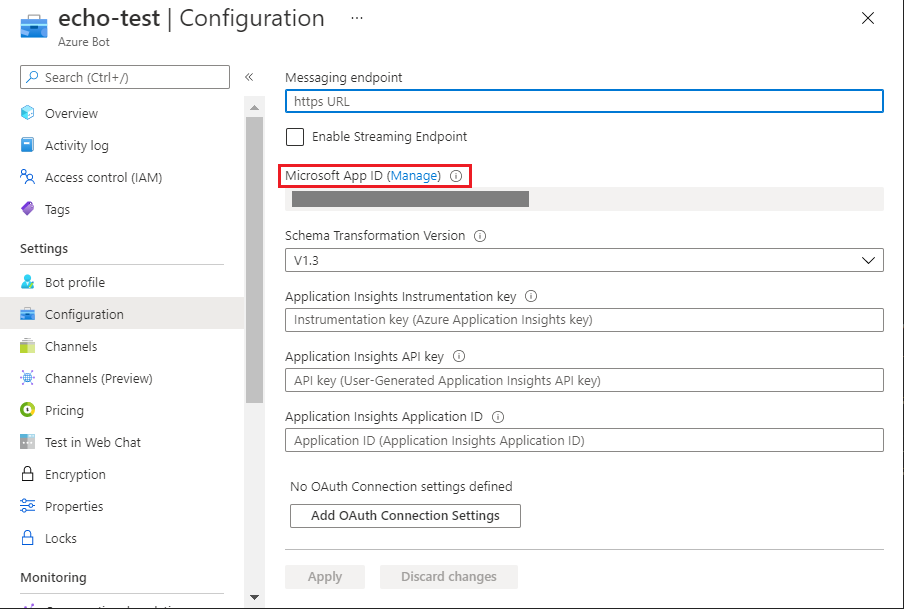 echo-test | Configuration ...
Azure Bot
Search (Ctrl+/)
«
Overview
Activity log
Access control (IAM)
Tags
Settings
Bot profile
Configuration
Channels
Channels (Preview)
Pricing
Test in Web Chat
Encryption
Properties
Locks
Monitoring
Messaging endpoint
https URL
Enable Streaming Endpoint
Microsoft App ID (Manage)
Schema Transformation Version
V1.3
Application Insights Instrumentation key
Instrumentation key (Azure Application Insights key)
Application Insights API key
API key (User-Generated Application Insights API key)
Application Insights Application ID
Application ID (Application Insights Application ID)
No OAuth Connection settings defined
Add OAuth Connection Settings
Apply
Discard changes